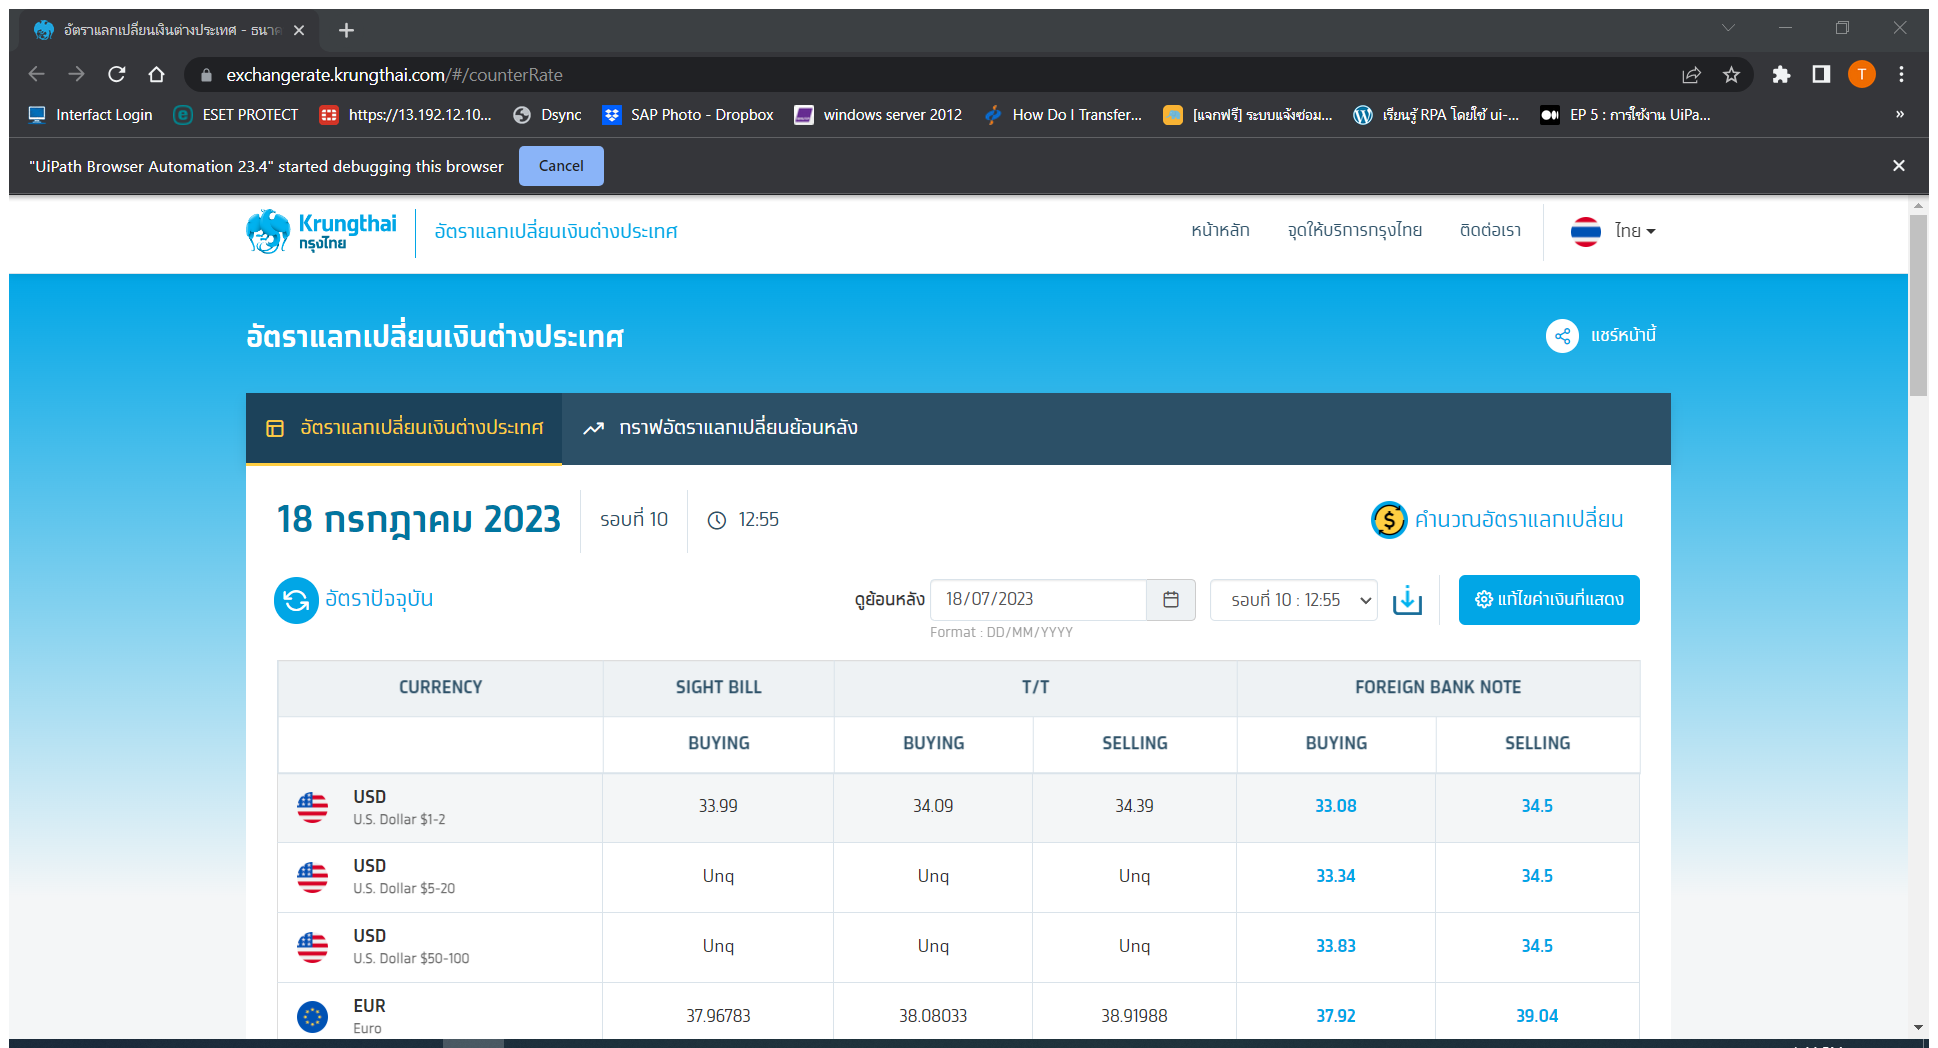 อัตราแลกเปลี่ยนเงินต่างประเทศ - ธนาค
exchangerate.krungthai.com/#/counterRate
T
Interfact Login ESET PROTECT https://13.192.12.10... Dsync SAP Photo - Dropbox windows server 2012 How Do I Transfer... [แจกฟรี] ระบบแจ้งซ่อม... เรียนรู้ RPA โดยใช้ ui-... EP 5 : การใช้งาน UiPa... »
"UiPath Browser Automation 23.4" started debugging this browser Cancel
Krungthai
กรุงไทย
อัตราแลกเปลี่ยนเงินต่างประเทศ หน้าหลัก จุดให้บริการกรุงไทย ติดต่อเรา ไทย
อัตราแลกเปลี่ยนเงินต่างประเทศ แชร์หน้านี้
อัตราแลกเปลี่ยนเงินต่างประเทศ กราฟอัตราแลกเปลี่ยนย้อนหลัง
18 กรกฎาคม 2023 รอบที่ 10 12:55 คำนวณอัตราแลกเปลี่ยน
อัตราปัจจุบัน ดูย้อนหลัง 18/07/2023 รอบที่ 10 : 12:55 แก้ไขค่าเงินที่แสดง
Format : DD/MM/YYYY
CURRENCY SIGHT BILL T/T FOREIGN BANK NOTE
BUYING BUYING SELLING BUYING SELLING
USD
U.S. Dollar $1-2
33.99 34.09 34.39 33.08 34.5
USD
U.S. Dollar $5-20
Unq Unq Unq 33.34 34.5
USD
U.S. Dollar $50-100
Unq Unq Unq 33.83 34.5
EUR
Euro
37.96783 38.08033 38.91988 37.92 39.04